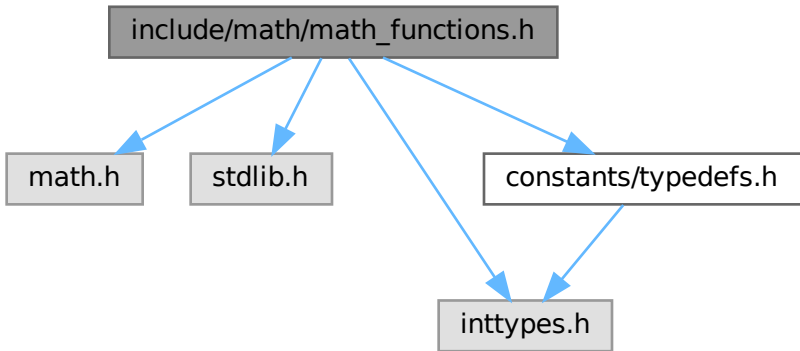 include/math/math_functions.h
math.h
stdlib.h
constants/typedefs.h
inttypes.h